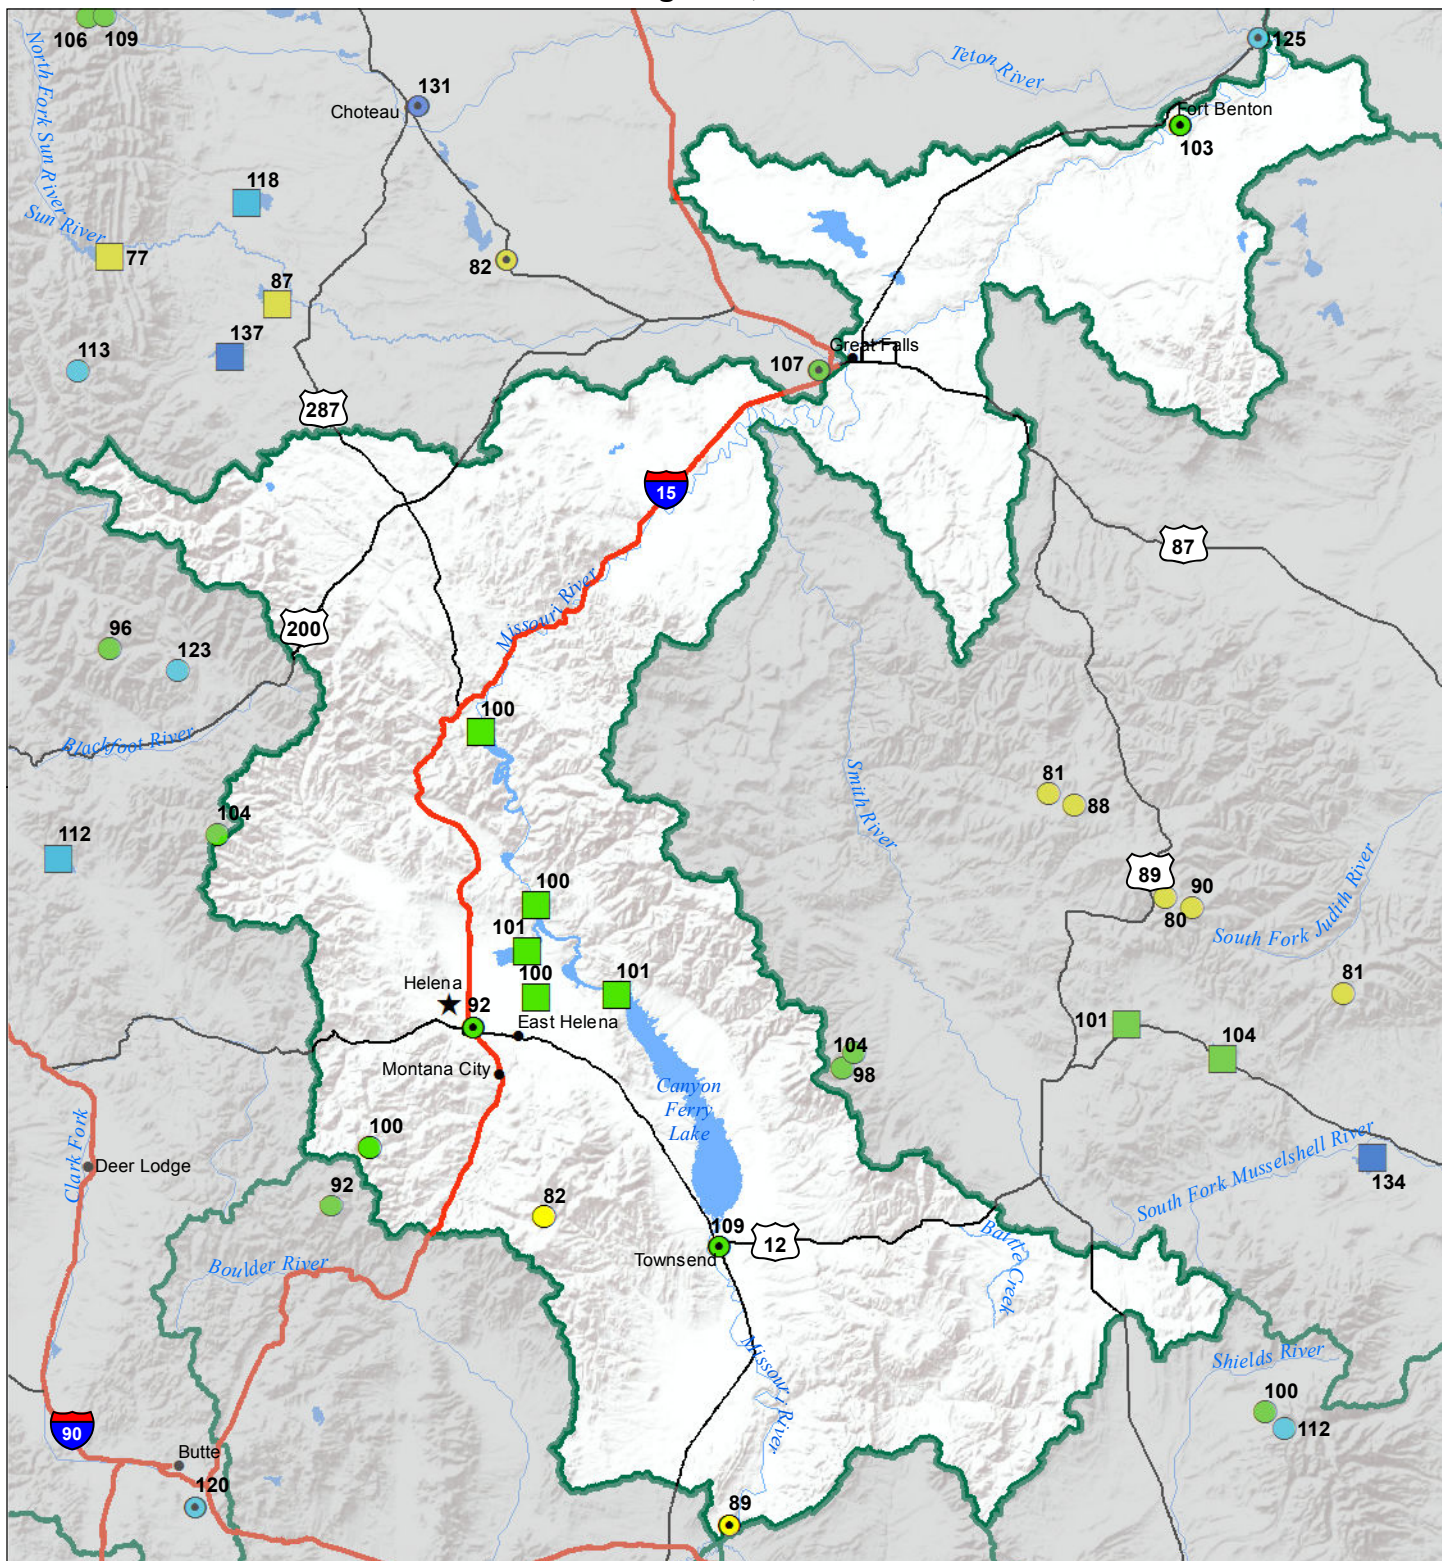 106
109
125
Teton River
North Fork Sun River
131
Choteau
Fort Benton
103
118
Sun River
77
82
87
137
113
107
Great Falls
287
15
87
Missouri River
200
96
123
100
Blackfoot River
Smith River
81
88
104
112
89
90
80
100
101
South Fork Judith River
Helena
100
101
81
92
East Helena
101
104
Montana City
104
98
Canyon
Ferry
Lake
100
Clark Fork
Deer Lodge
92
82
South Fork Musselshell River
134
109
12
Townsend
Battle Creek
Boulder River
Missouri River
Shields River
100
112
90
Butte
120
89